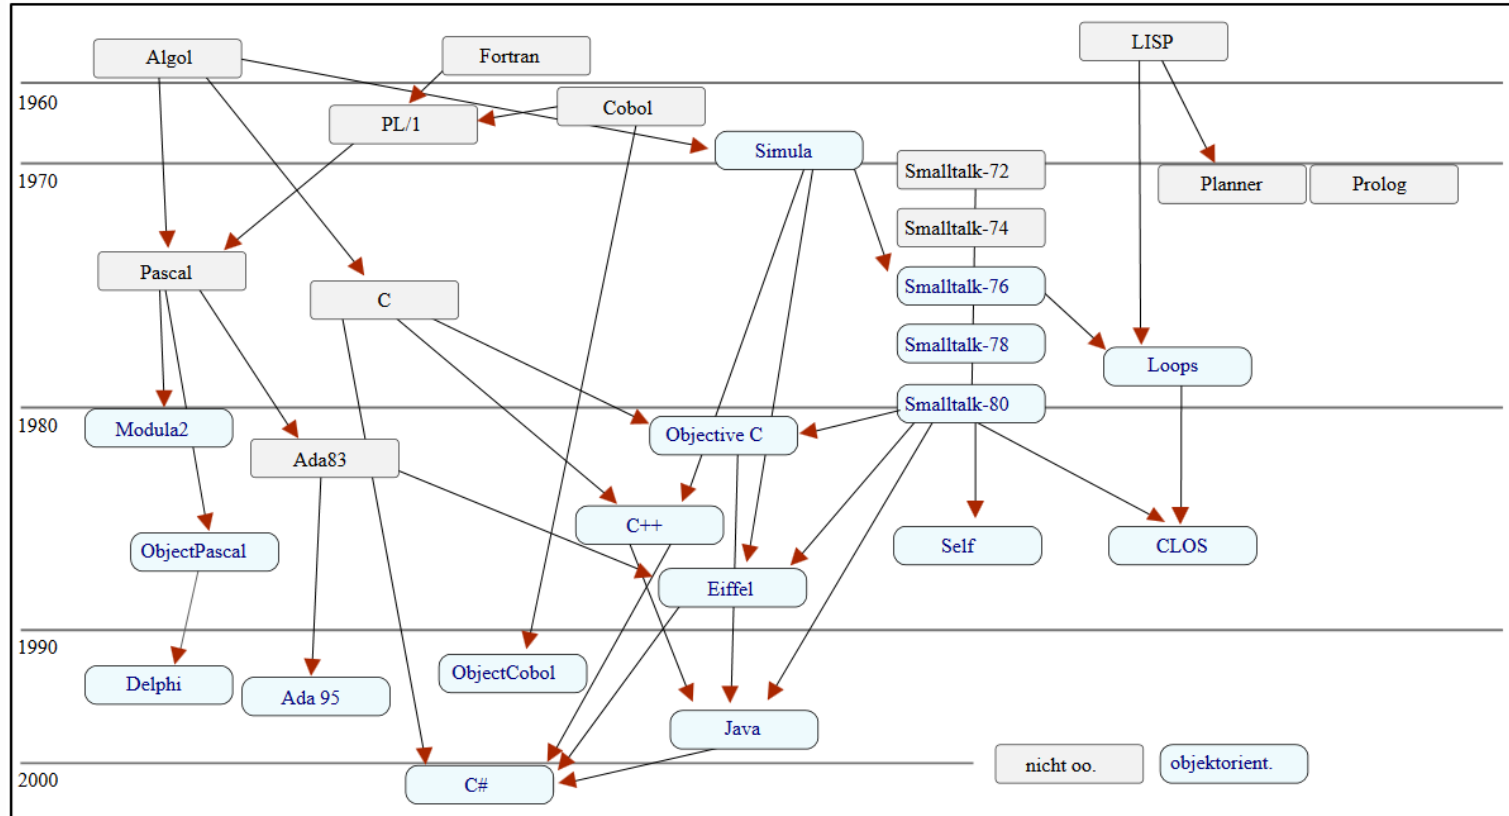 Algol
Fortran
LISP
1960
Cobol
PL/1
Simula
1970
Smalltalk-72
Planner
Prolog
Smalltalk-74
Pascal
Smalltalk-76
C
Smalltalk-78
Loops
Smalltalk-80
1980
Modula2
Objective C
Ada83
C++
ObjectPascal
Self
CLOS
Eiffel
1990
Delphi
Ada 95
ObjectCobol
Java
2000
C#
nicht oo.
objektorient.